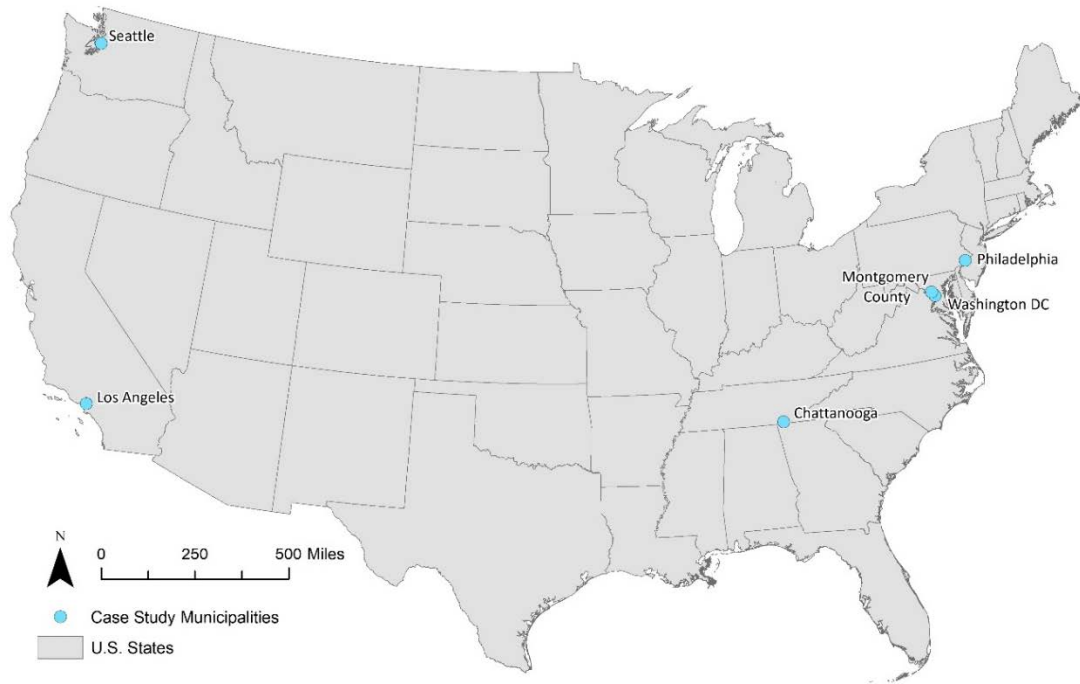 Seattle
Philadelphia
Montgomery
County
Washington DC
Los Angeles
Chattanooga
N
0 250 500 Miles
Case Study Municipalities
U.S. States